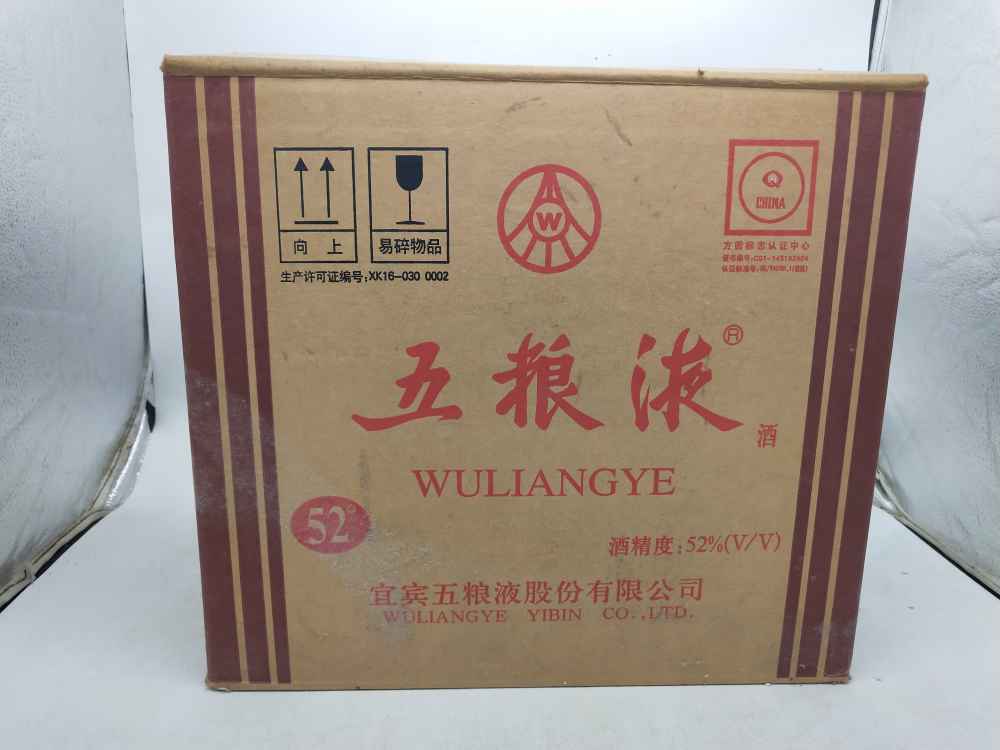 向 上
易碎物品
生产许可证编号:XK16-030 0002
W
Q
CHINA
方圆标志认证中心
五粮液®
酒
WULIANGYE
52°
酒精度:52%(V/V)
宜宾五粮液股份有限公司
WULIANGYE YIBIN CO.,LTD.